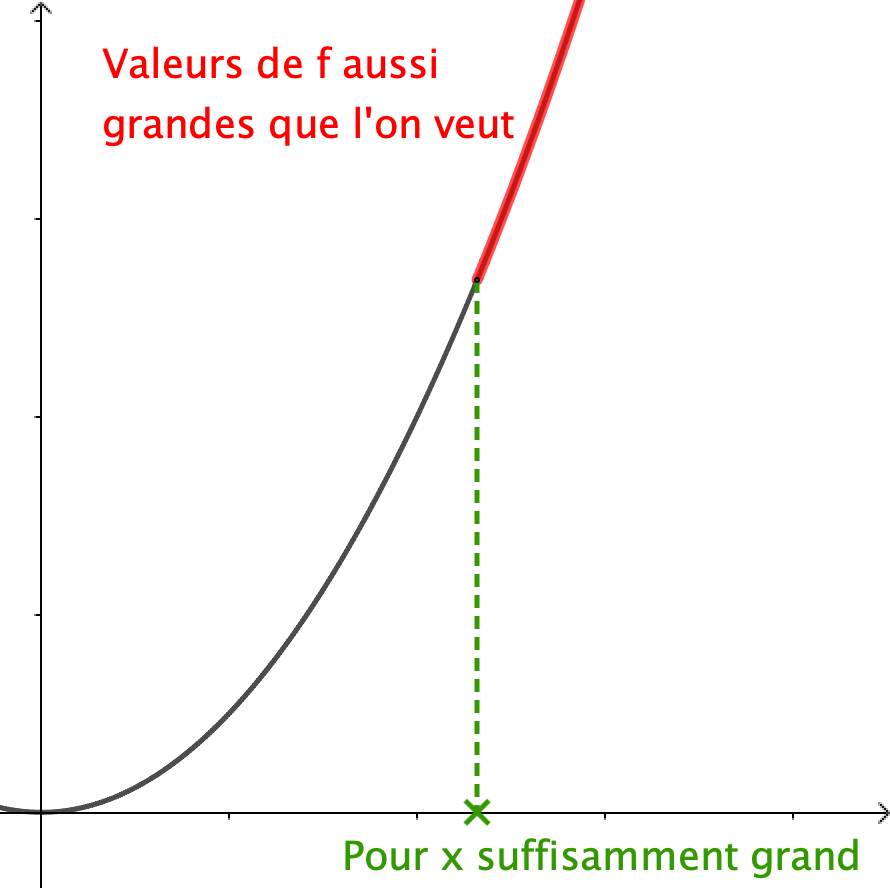 Valeurs de f aussi
grandes que l'on veut
Pour x suffisamment grand